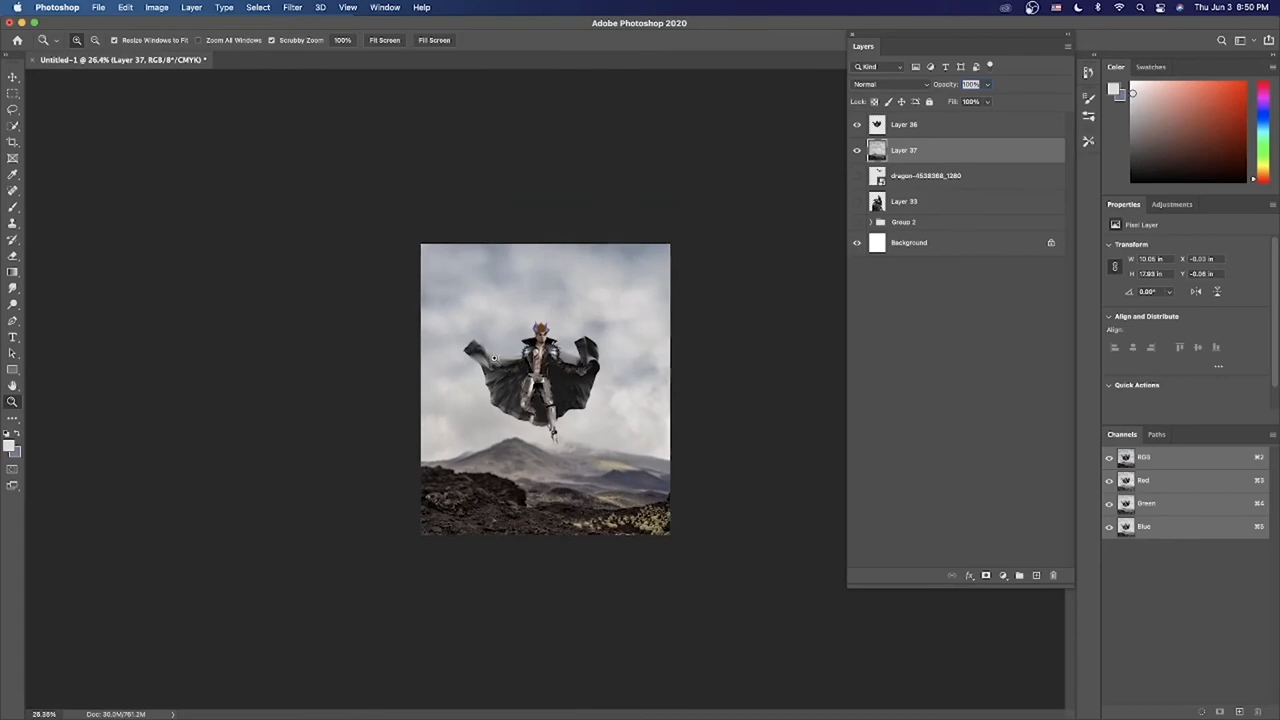 Photoshop File Edit Image Layer Type Select Filter 3D View Window Help Thu Jun 3 8:50 PM
Adobe Photoshop 2020
Resize Windows to Fit Zoom All Windows Scrubby Zoom 100% Fit Screen Fill Screen
Untitled-1 @ 26.4% (Layer 37, RGB/8*/CMYK) *
Layers
Kind
Normal Opacity: 100%
Lock: Fill: 100%
Layer 36
Layer 37
dragon-4538368_1280
Layer 33
Group 2
Background
Color Swatches
Properties Adjustments
Pixel Layer
Transform
W 10.05 in X -0.03 in
H 17.93 in Y -0.06 in
0.00°
Align and Distribute
Align:
Quick Actions
Channels Paths
RGB ⌘2
Red ⌘3
Green ⌘4
Blue ⌘5
28.35% Doc: 30.0M/761.2M